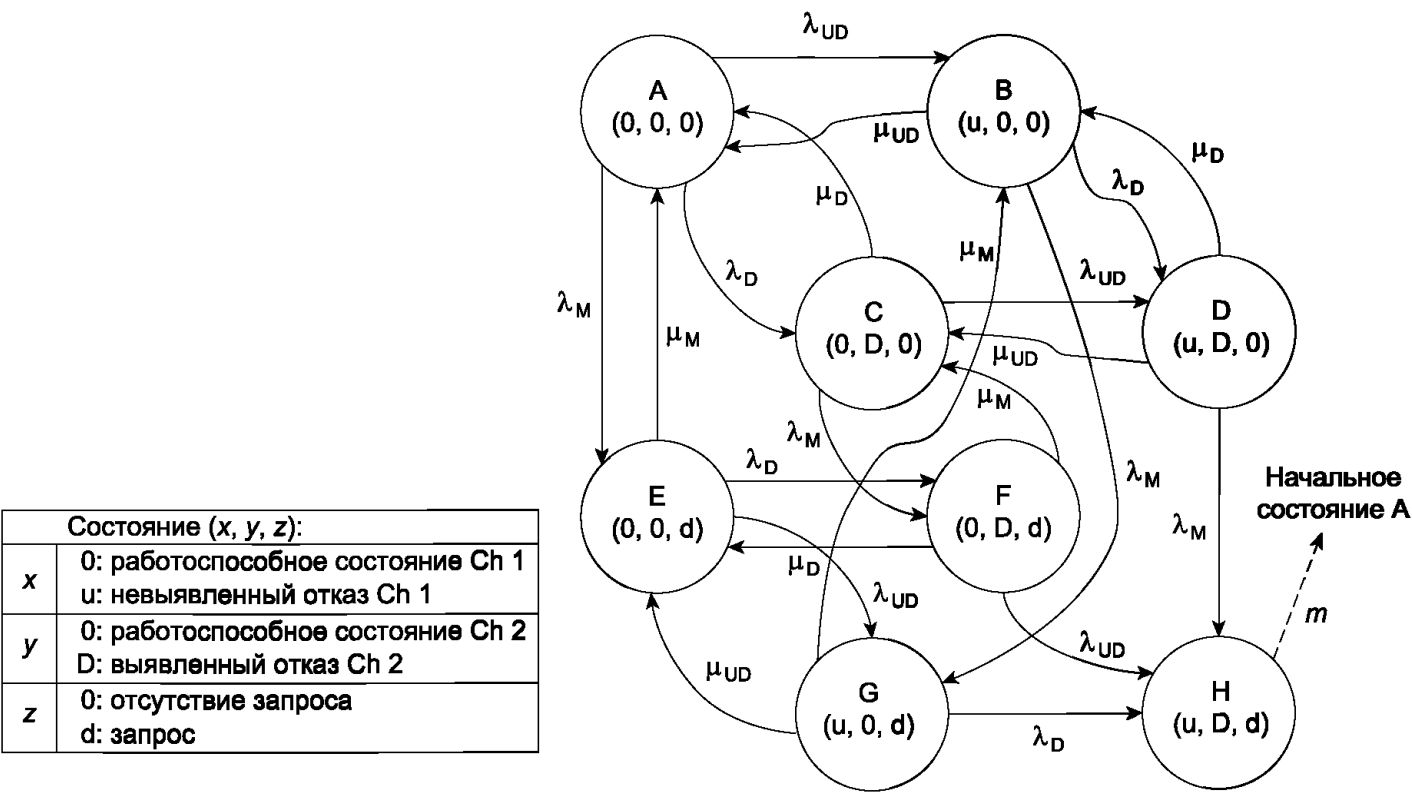 λUD
A
(0, 0, 0)
B
(u, 0, 0)
μUD
μD
λD
μD
μM
λD
λUD
C
(0, D, 0)
D
(u, D, 0)
λM
μM
μUD
μM
λM
λD
λM
λM
E
(0, 0, d)
F
(0, D, d)
μD
λUD
Начальное
состояние А
m
μUD
λUD
G
(u, 0, d)
H
(u, D, d)
λD
Состояние (x, y, z):
x
0: работоспособное состояние Ch 1
u: невыявленный отказ Ch 1
y
0: работоспособное состояние Ch 2
D: выявленный отказ Ch 2
z
0: отсутствие запроса
d: запрос